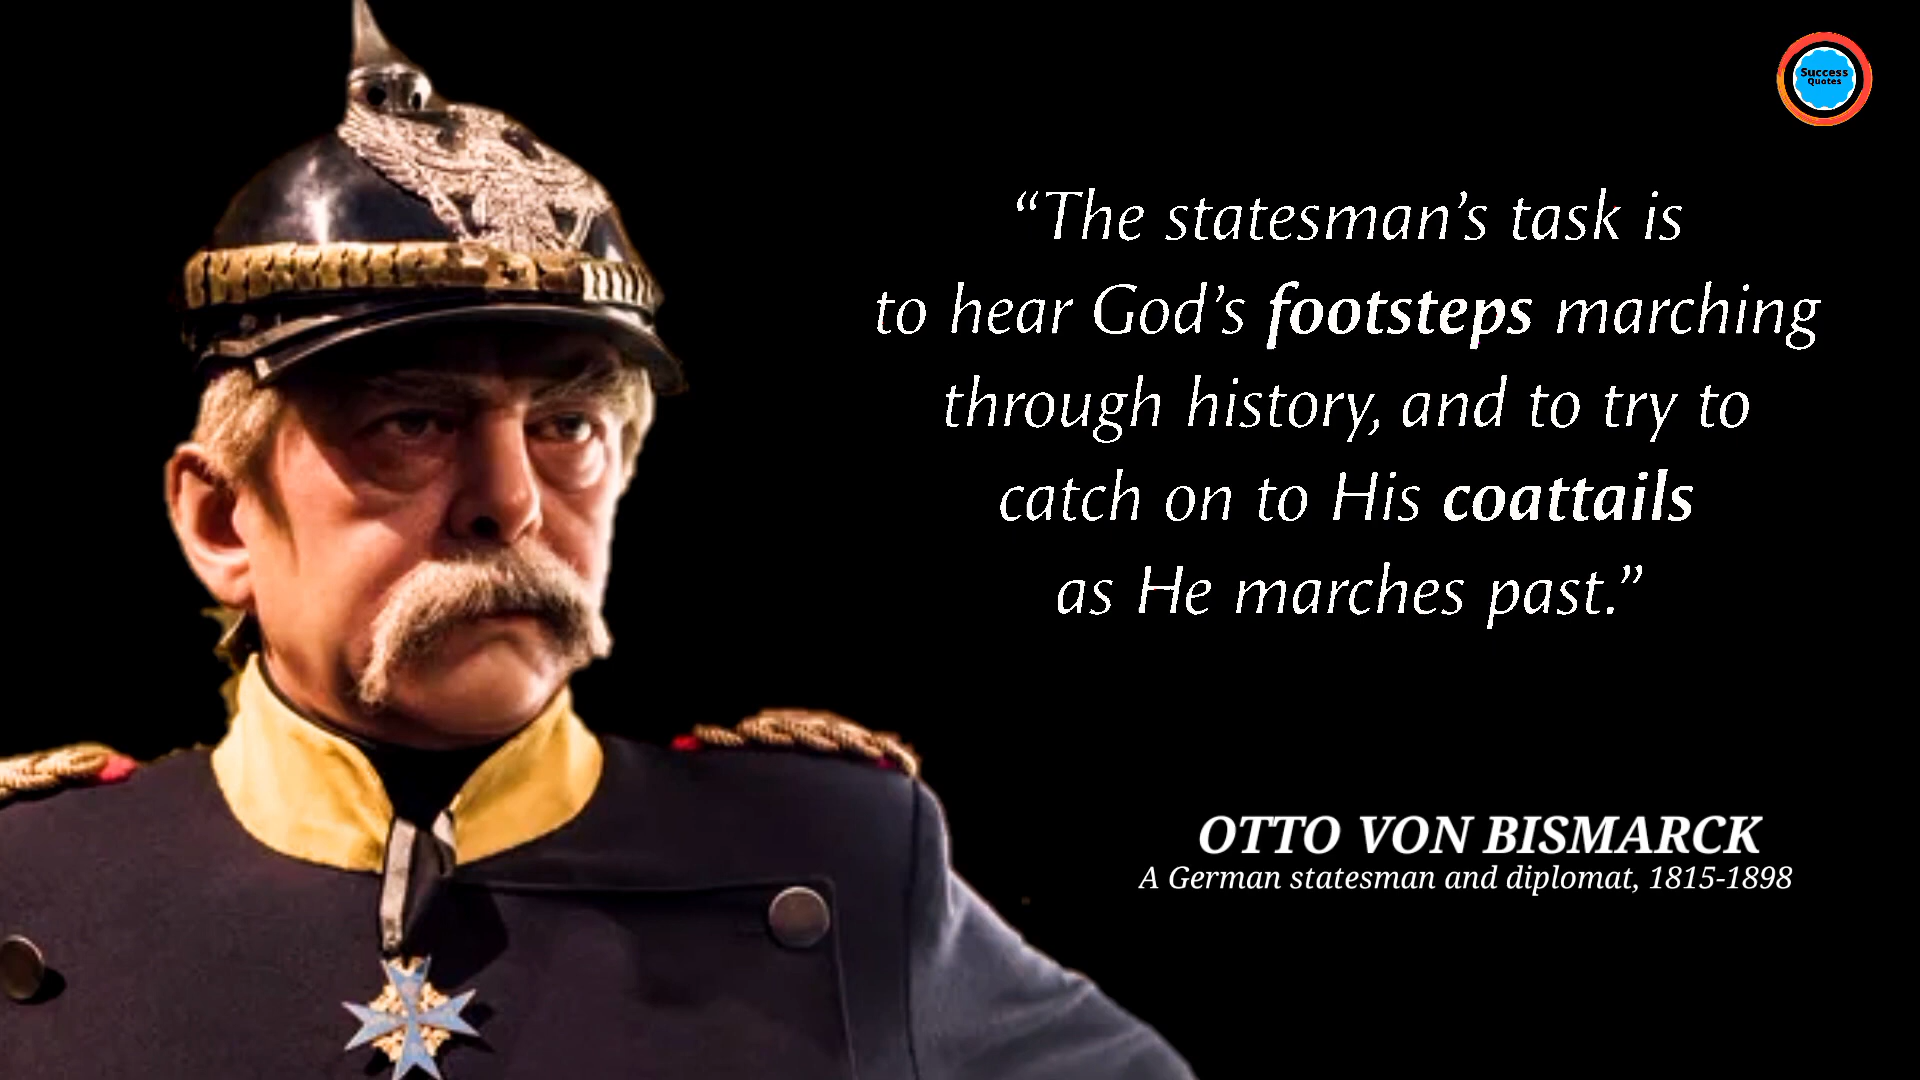 Success
Quotes
“The statesman’s task is
to hear God’s footsteps marching
through history, and to try to
catch on to His coattails
as He marches past.”
OTTO VON BISMARCK
A German statesman and diplomat, 1815-1898